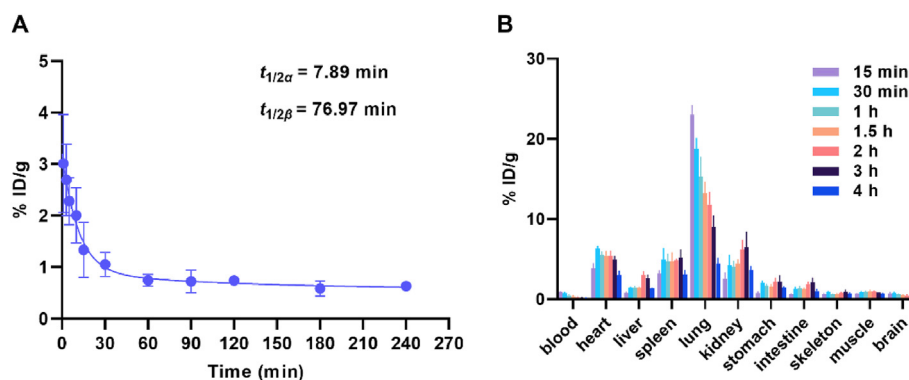 A
% ID/g
5
4
3
2
1
0
t1/2α = 7.89 min
t1/2β = 76.97 min
0 30 60 90 120 150 180 210 240 270
Time (min)
B
% ID/g
30
20
10
0
15 min
30 min
1 h
1.5 h
2 h
3 h
4 h
blood heart liver spleen lung kidney stomach intestine skeleton muscle brain